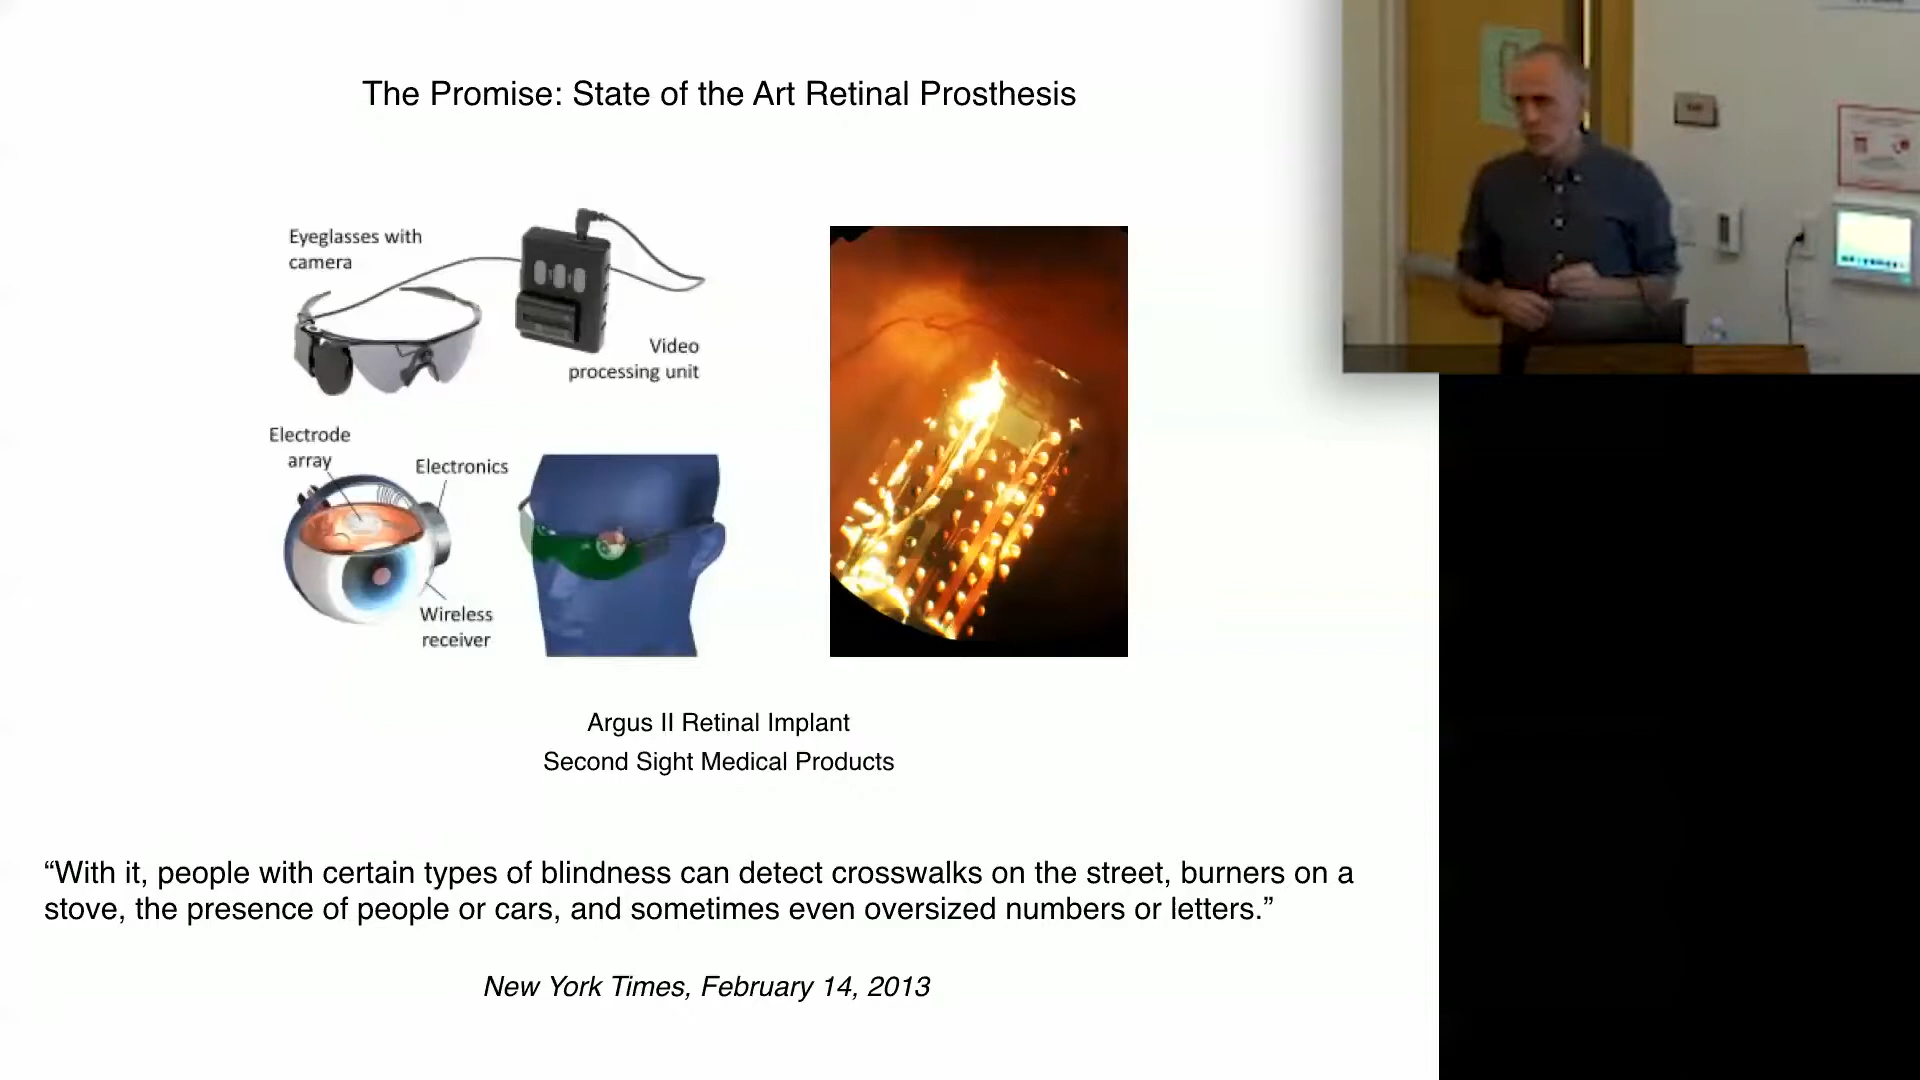 The Promise: State of the Art Retinal Prosthesis
Eyeglasses with
camera
Video
processing unit
Electrode
array
Electronics
Wireless
receiver
Argus II Retinal Implant
Second Sight Medical Products
“With it, people with certain types of blindness can detect crosswalks on the street, burners on a
stove, the presence of people or cars, and sometimes even oversized numbers or letters.”
New York Times, February 14, 2013